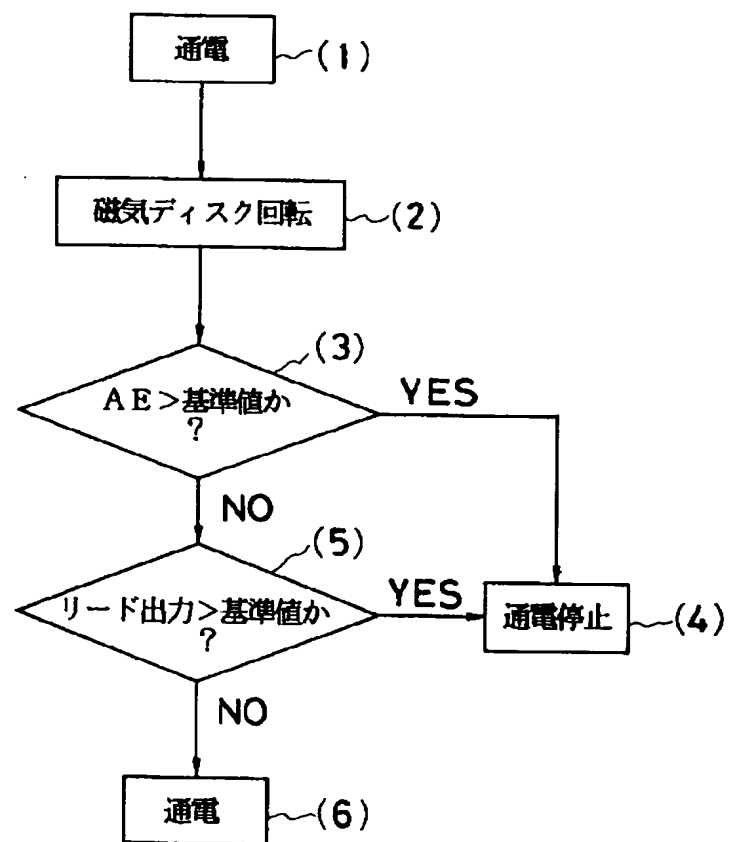 通電
(1)
磁気ディスク回転
(2)
(3)
AE>基準値か
?
YES
NO
(5)
リード出力>基準値か
?
YES
通電停止
(4)
NO
通電
(6)